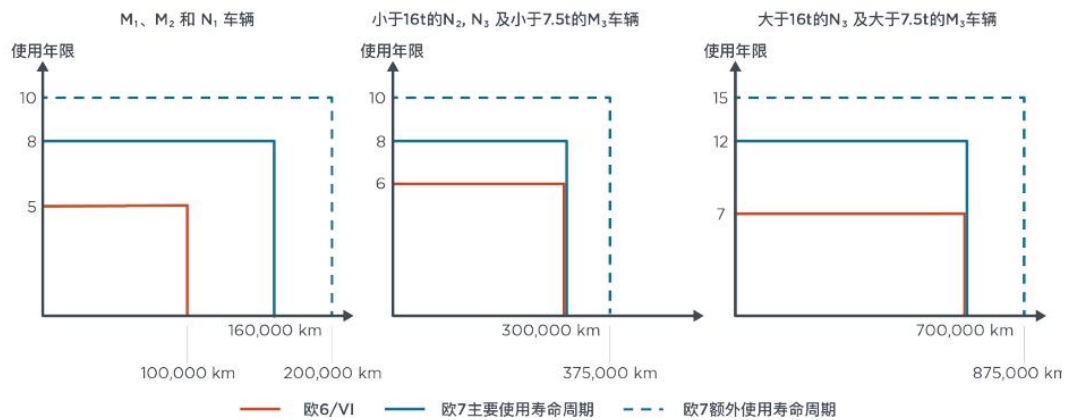 M₁、M₂ 和 N₁ 车辆
使用年限
10
8
5
160,000 km
100,000 km
200,000 km
小于16t的N₂, N₃ 及小于7.5t的M₃车辆
使用年限
10
8
6
300,000 km
375,000 km
大于16t的N₃ 及大于7.5t的M₃车辆
使用年限
15
12
7
700,000 km
875,000 km
欧6/VI
欧7主要使用寿命周期
欧7额外使用寿命周期